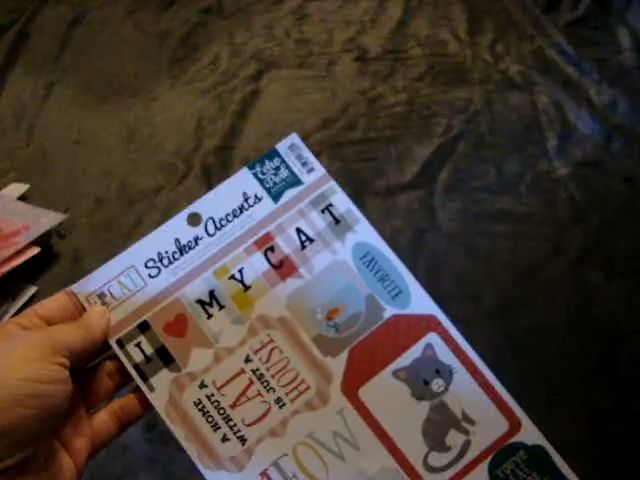 Echo Park
CAT
Sticker Accents
I ♥ MY CAT
FAVORITE
A HOME
WITHOUT A
CAT
IS JUST A
HOUSE
MEOW